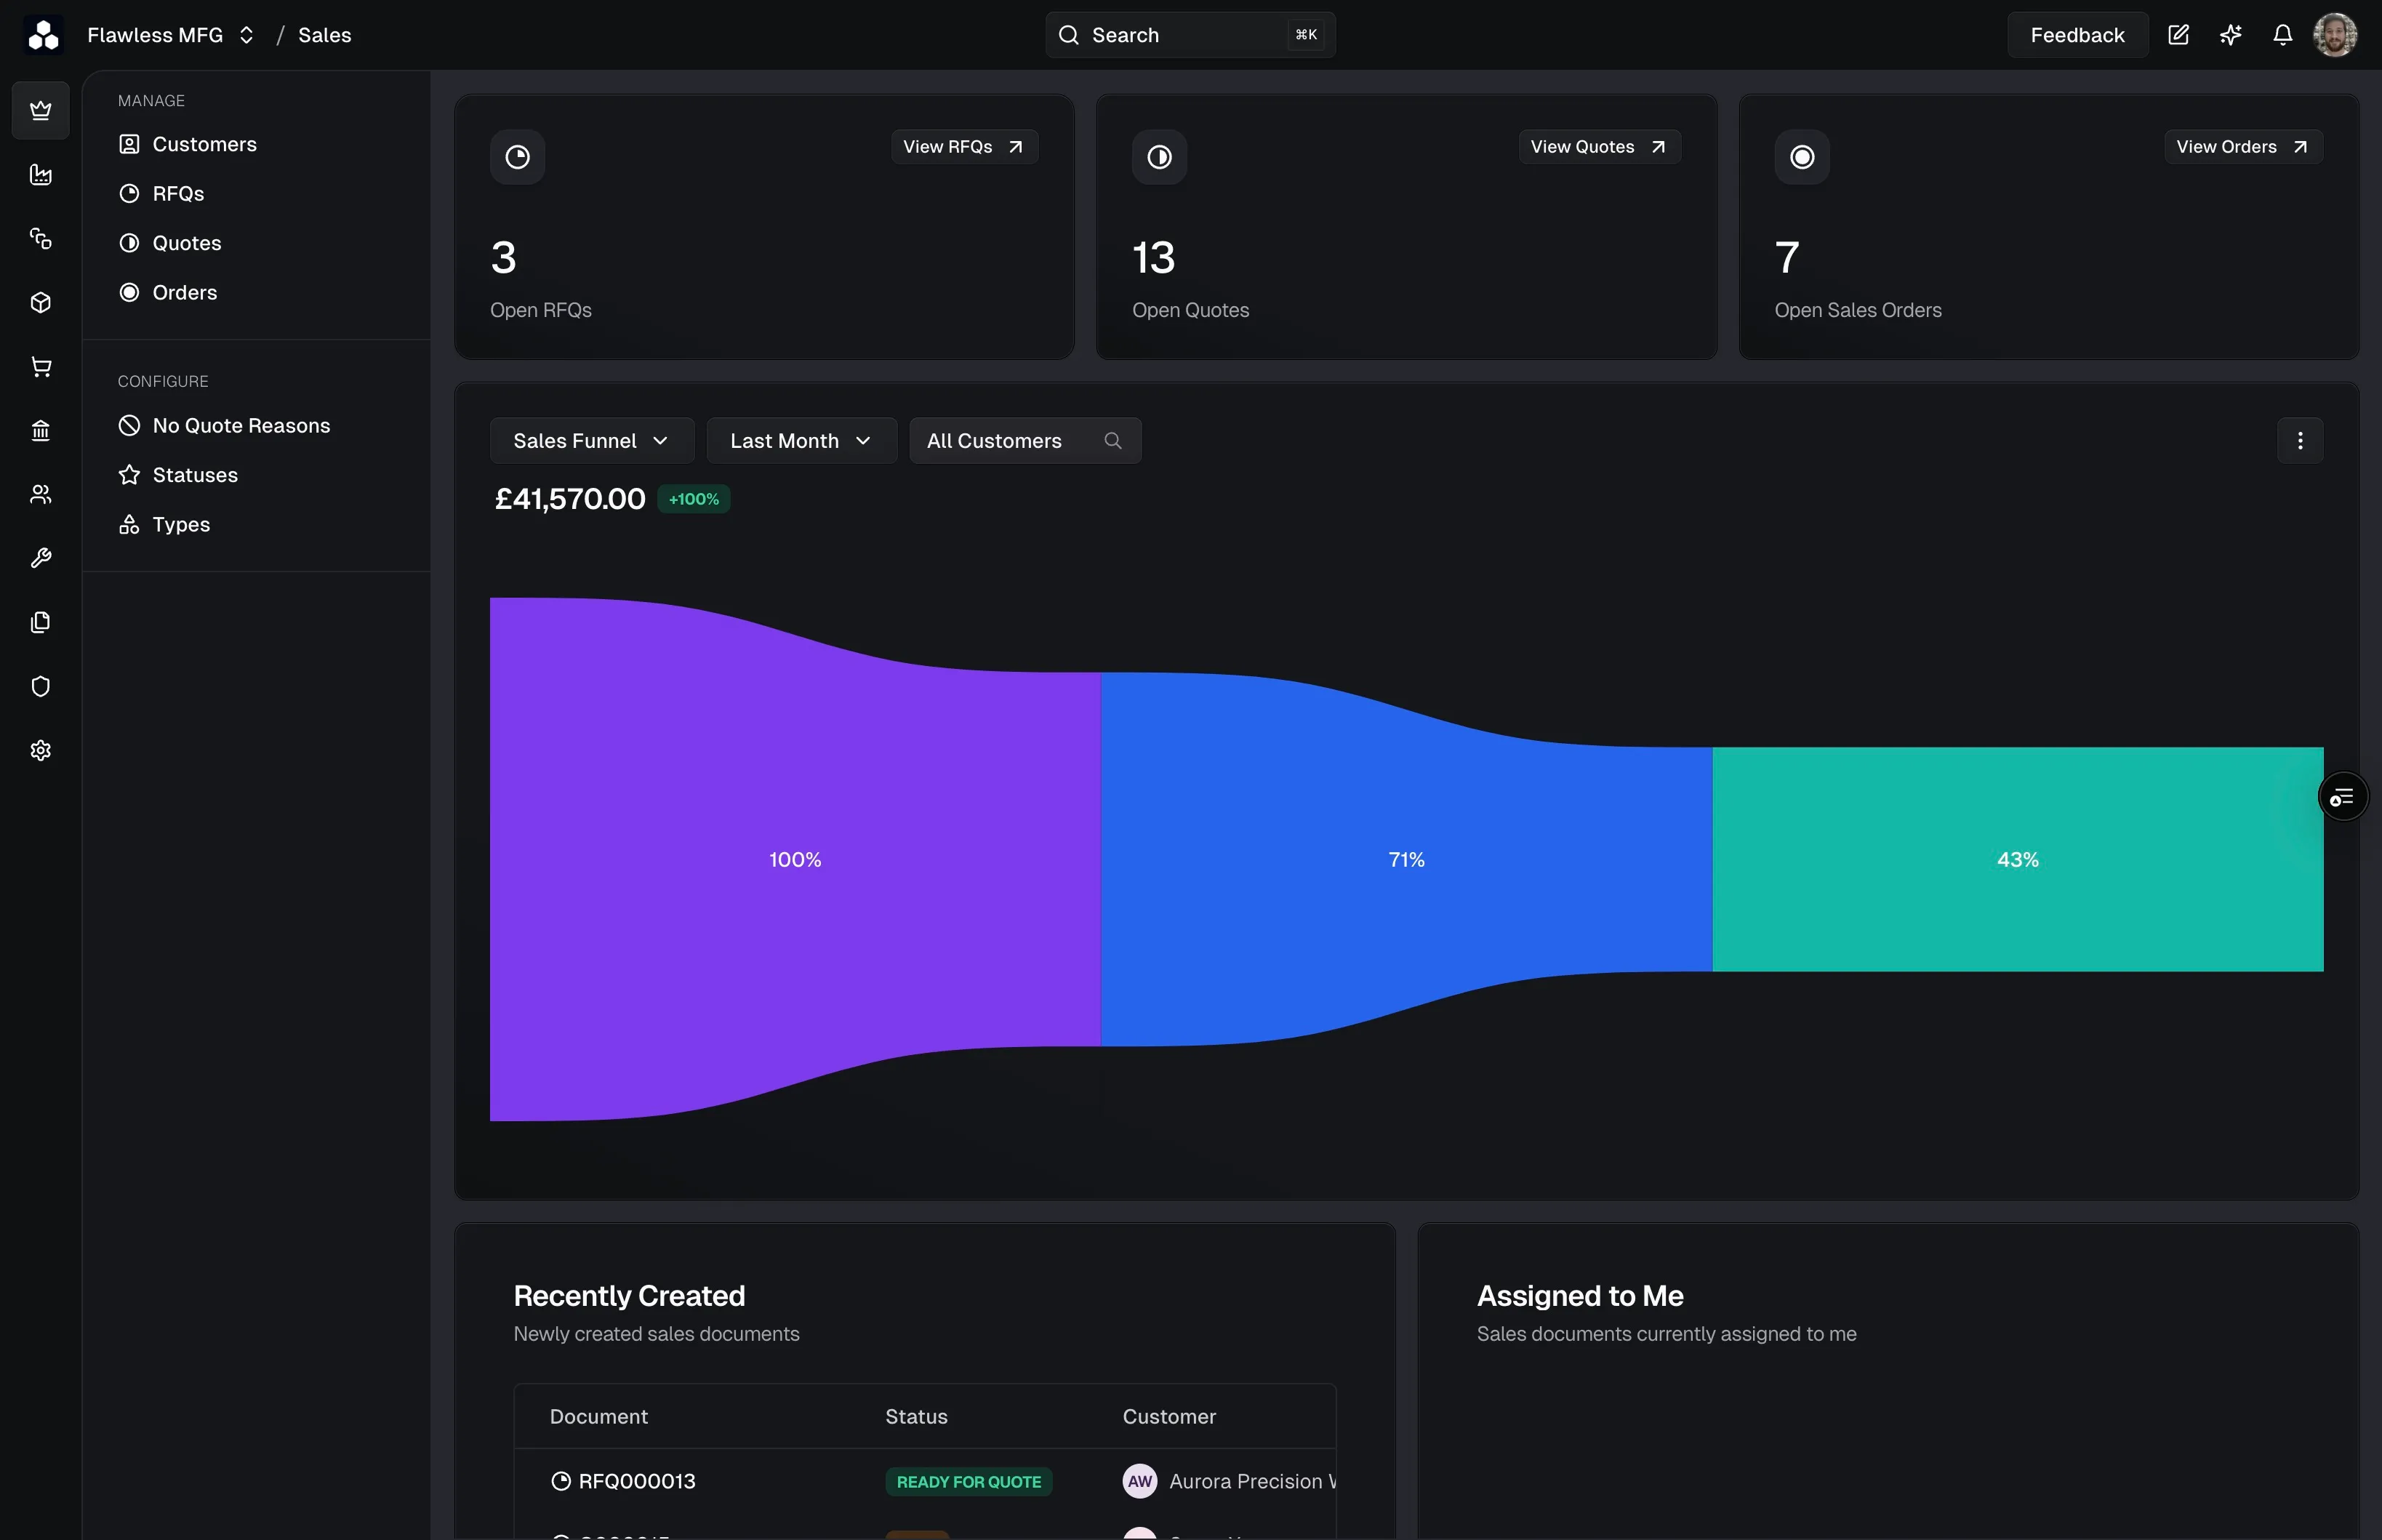 Flawless MFG / Sales
Search ⌘K
Feedback
MANAGE
Customers
RFQs
Quotes
Orders
CONFIGURE
No Quote Reasons
Statuses
Types
View RFQs
3
Open RFQs
View Quotes
13
Open Quotes
View Orders
7
Open Sales Orders
Sales Funnel Last Month All Customers
£41,570.00 +100%
100% 71% 43%
Recently Created
Newly created sales documents
Document Status Customer
RFQ000013 READY FOR QUOTE AW Aurora Precision
Assigned to Me
Sales documents currently assigned to me